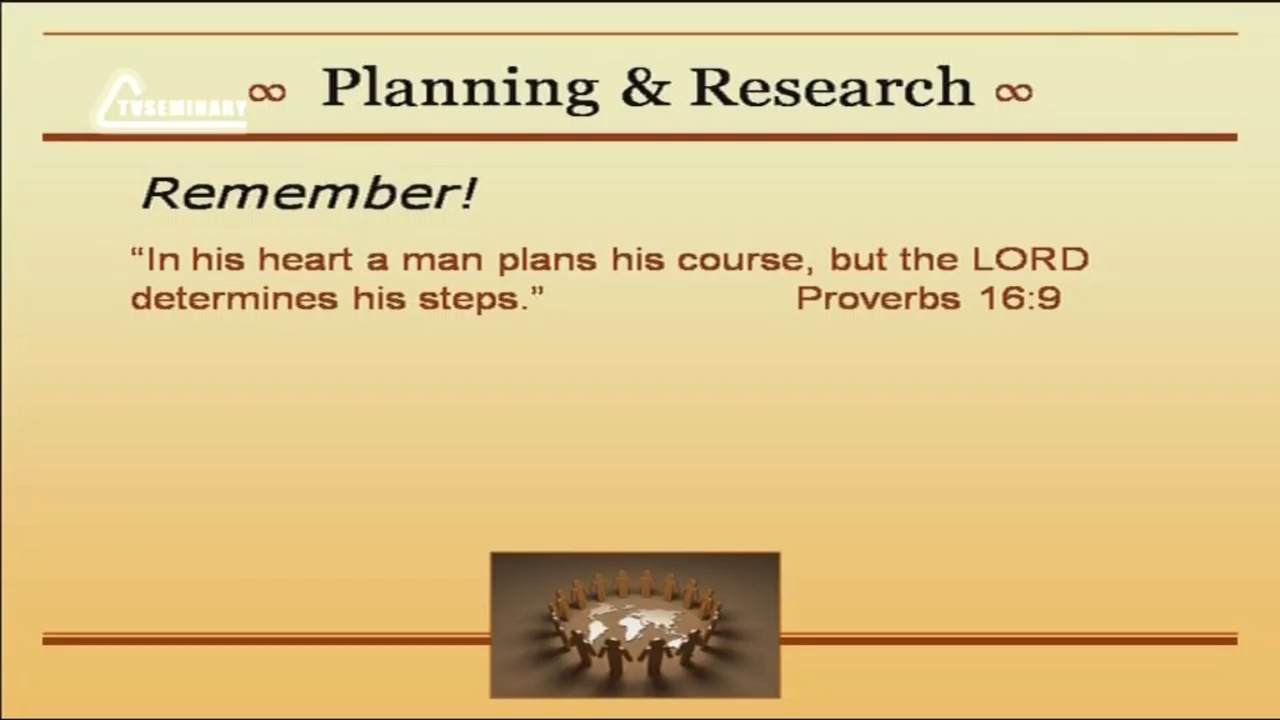 TVSEMINARY
∞ Planning & Research ∞
Remember!
“In his heart a man plans his course, but the LORD
determines his steps.” Proverbs 16:9